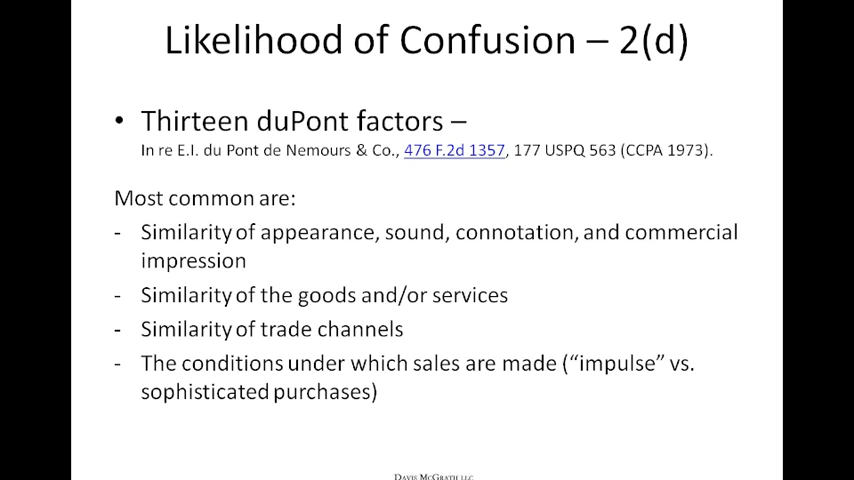 Likelihood of Confusion – 2(d)
• Thirteen duPont factors –
In re E.I. du Pont de Nemours & Co., 476 F.2d 1357, 177 USPQ 563 (CCPA 1973).
Most common are:
- Similarity of appearance, sound, connotation, and commercial
impression
- Similarity of the goods and/or services
- Similarity of trade channels
- The conditions under which sales are made (“impulse” vs.
sophisticated purchases)
Davis McGrath LLC